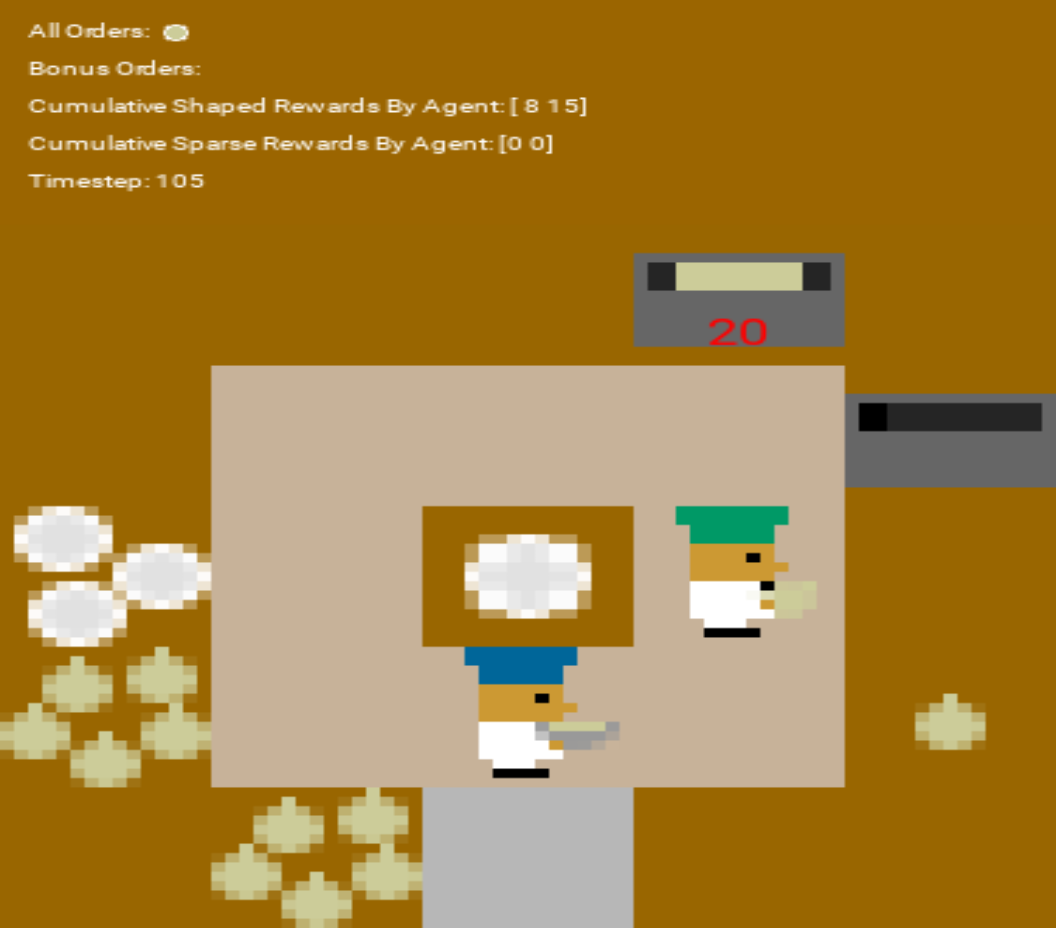 All Orders:
Bonus Orders:
Cumulative Shaped Rewards By Agent: [ 8 15]
Cumulative Sparse Rewards By Agent: [0 0]
Timestep: 105
20